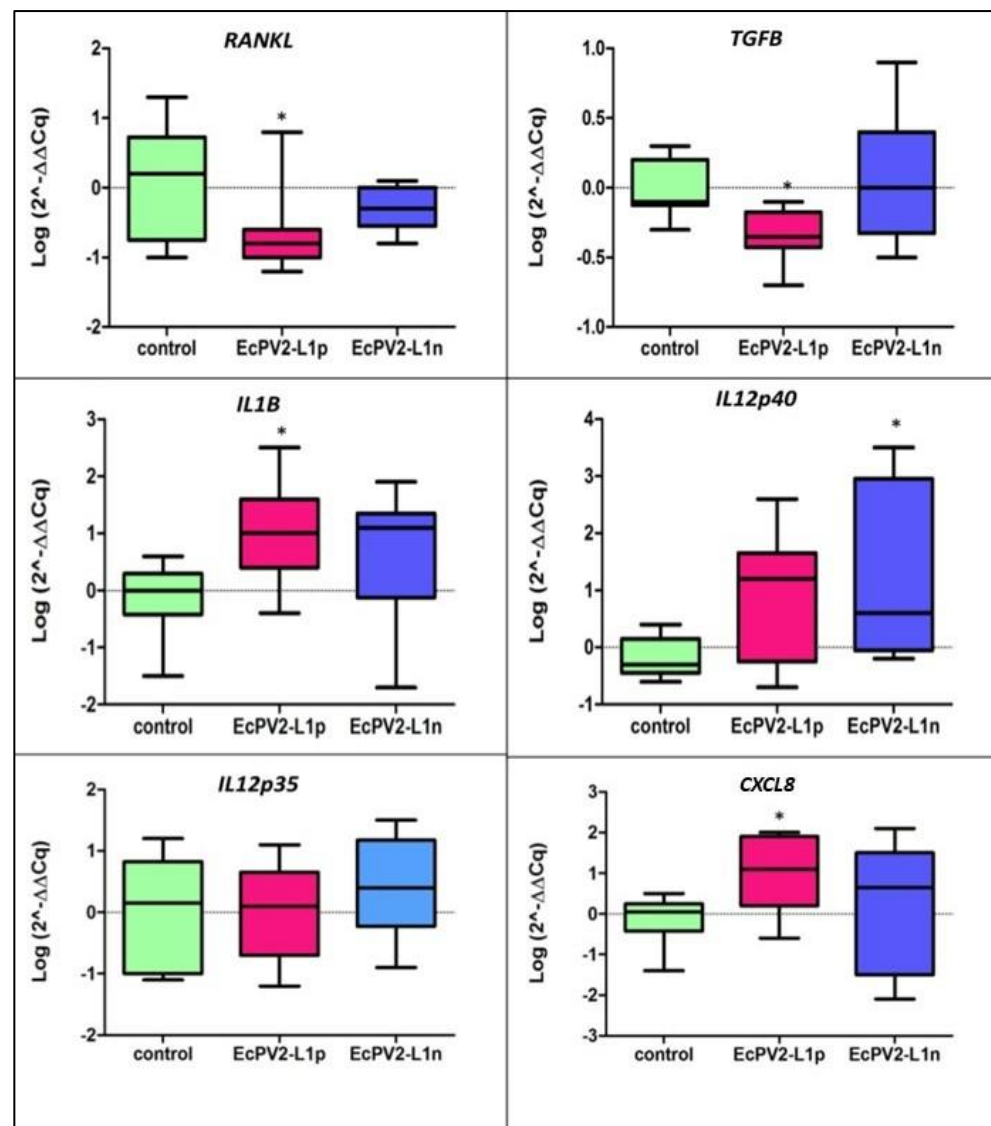 RANKL
Log (2^-ΔΔCq)
2
1
0
-1
-2
*
control
EcPV2-L1p
EcPV2-L1n
TGFB
Log (2^-ΔΔCq)
1.0
0.5
0.0
-0.5
-1.0
*
control
EcPV2-L1p
EcPV2-L1n
IL1B
Log (2^-ΔΔCq)
3
2
1
0
-1
-2
*
control
EcPV2-L1p
EcPV2-L1n
IL12p40
Log (2^-ΔΔCq)
4
3
2
1
0
-1
*
control
EcPV2-L1p
EcPV2-L1n
IL12p35
Log (2^-ΔΔCq)
2
1
0
-1
-2
control
EcPV2-L1p
EcPV2-L1n
CXCL8
Log (2^-ΔΔCq)
3
2
1
0
-1
-2
-3
*
control
EcPV2-L1p
EcPV2-L1n